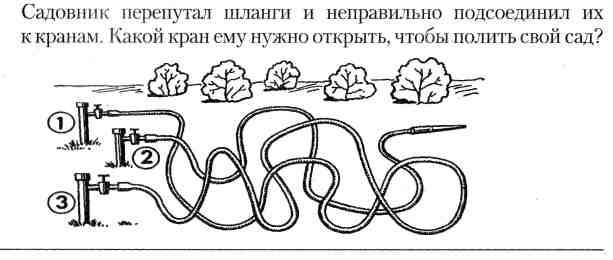 Садовник перепутал шланги и неправильно подсоединил их
к кранам. Какой кран ему нужно открыть, чтобы полить свой сад?
1
2
3